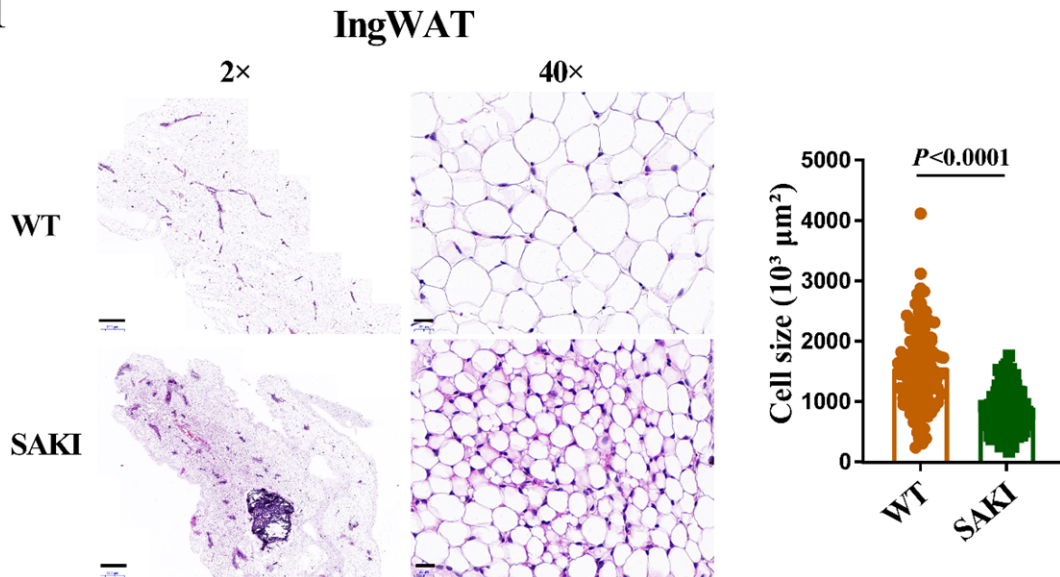 IngWAT
2×
40×
WT
SAKI
P<0.0001
Cell size (10³ μm²)
5000
4000
3000
2000
1000
0
WT
SAKI